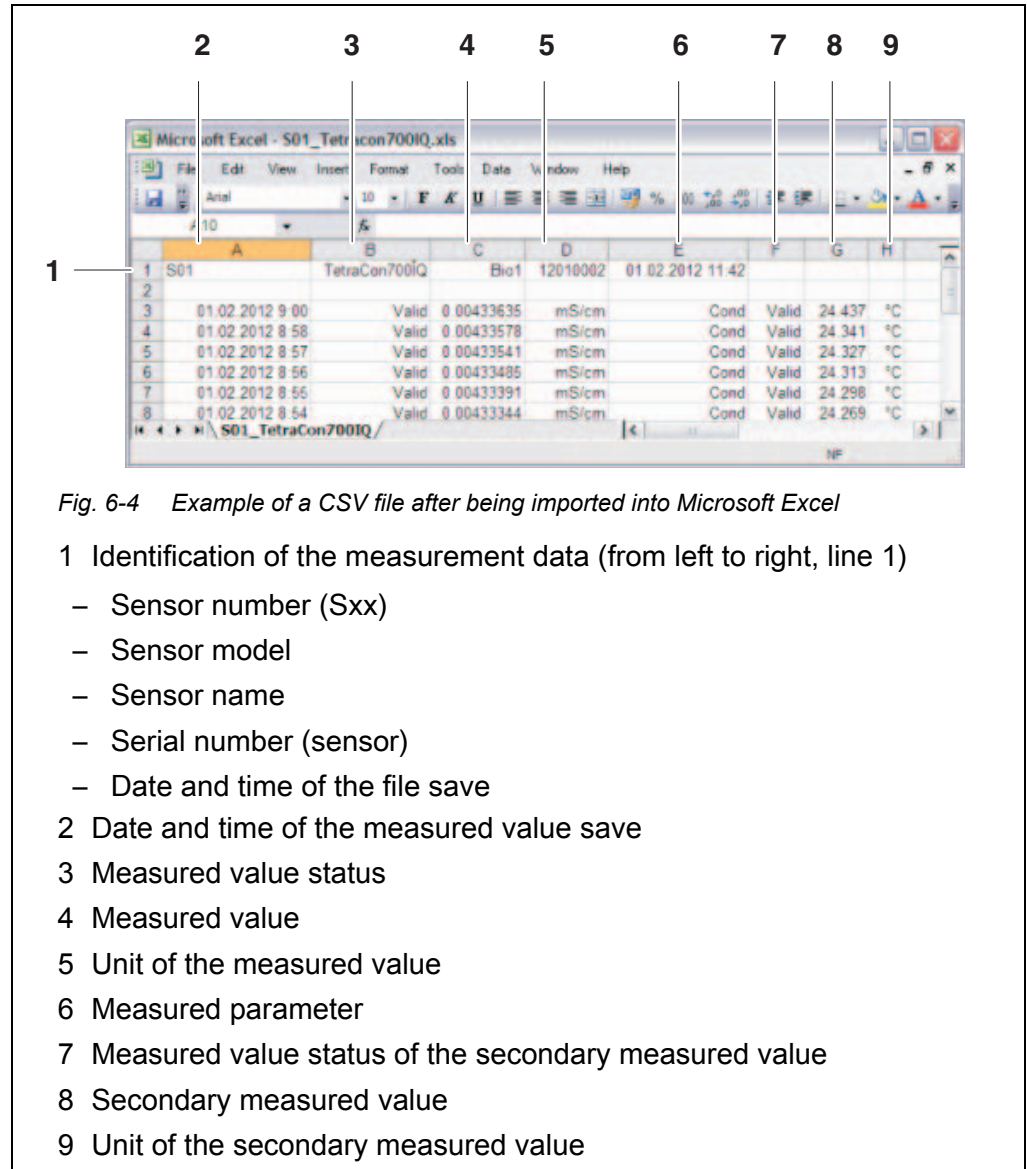 2 3 4 5 6 7 8 9
Microsoft Excel - S01_Tetracon700IQ.xls
File Edit View Insert Format Tools Data Window Help
Arial 10 F K U %
A10 fx
A B C D E F G H
1
1 S01 TetraCon700IQ Bio1 12010002 01.02.2012 11:42
2
3 01.02.2012 9:00 Valid 0.00433635 mS/cm Cond Valid 24.437 °C
4 01.02.2012 8:58 Valid 0.00433578 mS/cm Cond Valid 24.341 °C
5 01.02.2012 8:57 Valid 0.00433541 mS/cm Cond Valid 24.327 °C
6 01.02.2012 8:56 Valid 0.00433485 mS/cm Cond Valid 24.313 °C
7 01.02.2012 8:55 Valid 0.00433391 mS/cm Cond Valid 24.298 °C
8 01.02.2012 8:54 Valid 0.00433344 mS/cm Cond Valid 24.269 °C
S01_TetraCon700IQ
NF
Fig. 6-4 Example of a CSV file after being imported into Microsoft Excel
1 Identification of the measurement data (from left to right, line 1)
– Sensor number (Sxx)
– Sensor model
– Sensor name
– Serial number (sensor)
– Date and time of the file save
2 Date and time of the measured value save
3 Measured value status
4 Measured value
5 Unit of the measured value
6 Measured parameter
7 Measured value status of the secondary measured value
8 Secondary measured value
9 Unit of the secondary measured value